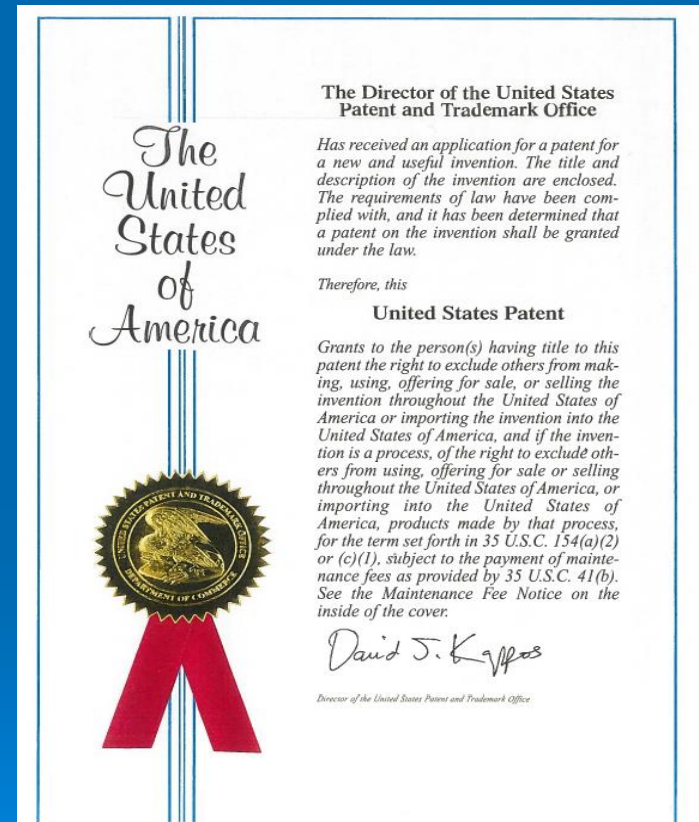 The
United
States
of
America
The Director of the United States
Patent and Trademark Office
Has received an application for a patent for
a new and useful invention. The title and
description of the invention are enclosed.
The requirements of law have been com-
plied with, and it has been determined that
a patent on the invention shall be granted
under the law.
Therefore, this
United States Patent
Grants to the person(s) having title to this
patent the right to exclude others from mak-
ing, using, offering for sale, or selling the
invention throughout the United States of
America or importing the invention into the
United States of America, and if the inven-
tion is a process, of the right to exclude oth-
ers from using, offering for sale or selling
throughout the United States of America, or
importing into the United States of
America, products made by that process,
for the term set forth in 35 U.S.C. 154(a)(2)
or (c)(1), subject to the payment of mainte-
nance fees as provided by 35 U.S.C. 41(b).
See the Maintenance Fee Notice on the
inside of the cover.
David J. Kappos
Director of the United States Patent and Trademark Office
UNITED STATES PATENT AND TRADEMARK OFFICE
DEPARTMENT OF COMMERCE